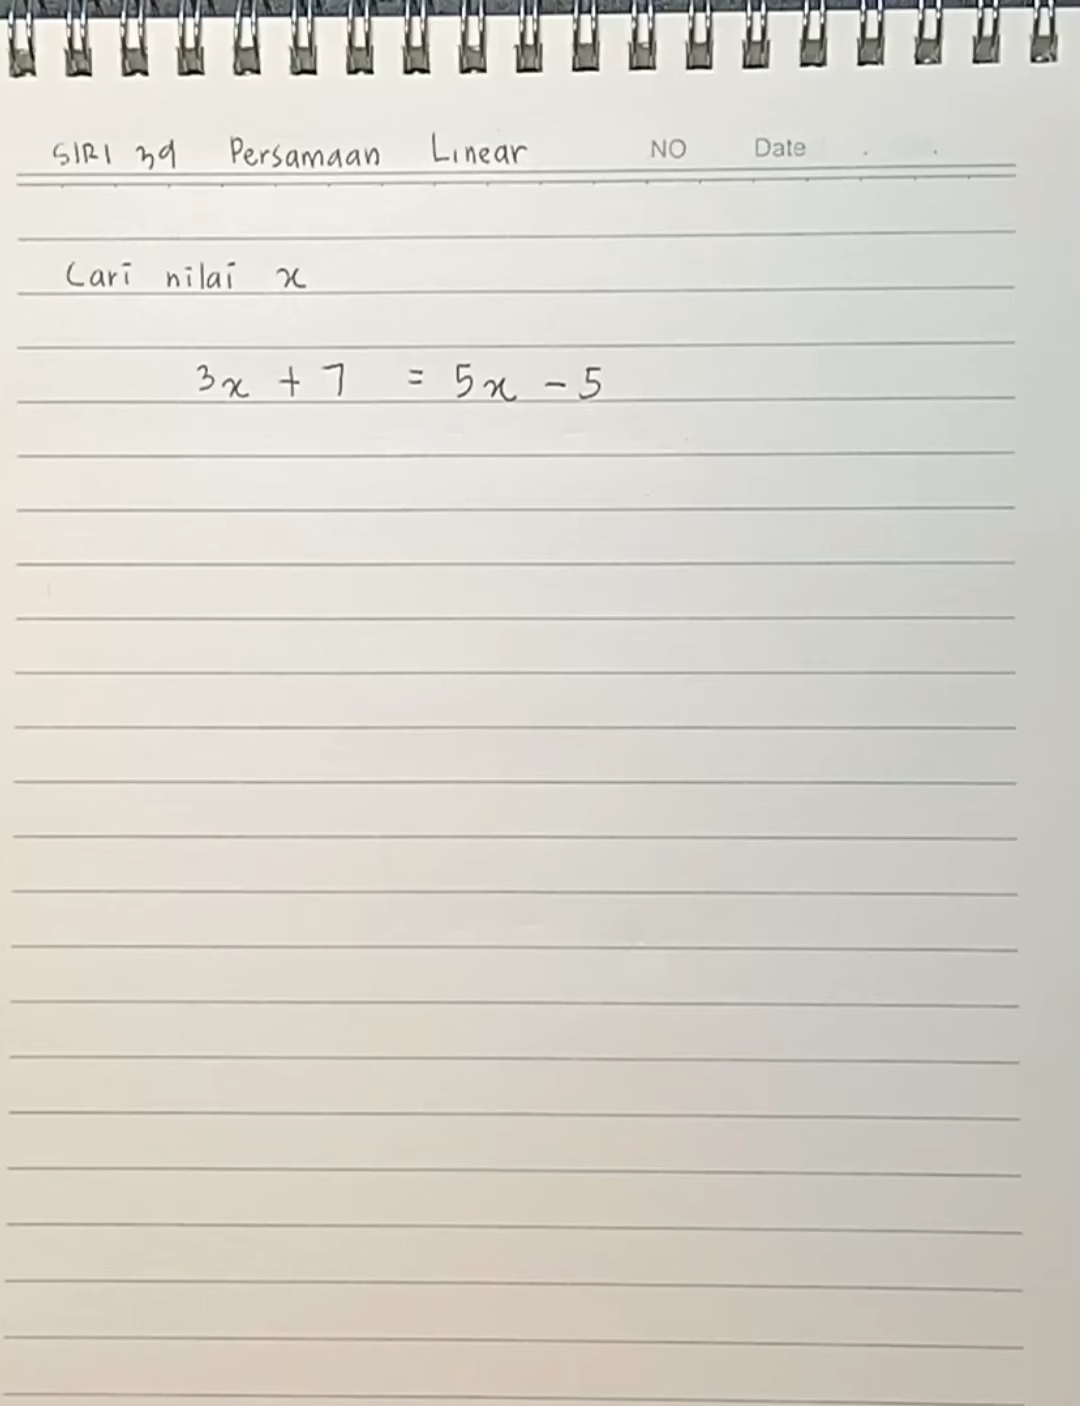 SIRI 39 Persamaan Linear NO Date
Cari nilai x
3x + 7 = 5x - 5